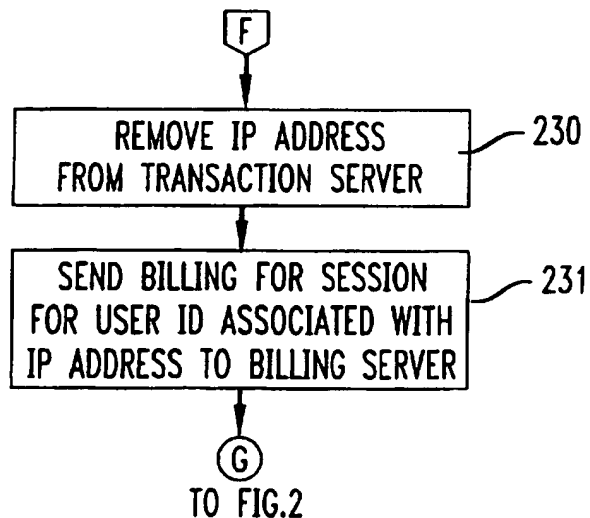 F
REMOVE IP ADDRESS
FROM TRANSACTION SERVER
230
SEND BILLING FOR SESSION
FOR USER ID ASSOCIATED WITH
IP ADDRESS TO BILLING SERVER
231
G
TO FIG.2